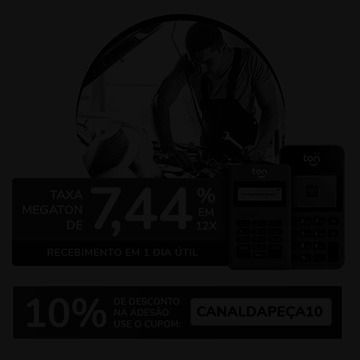 TAXA
MEGATON
DE
7,44%
EM
12X
RECEBIMENTO EM 1 DIA ÚTIL
ton
ton
10%
DE DESCONTO
NA ADESÃO
USE O CUPOM:
CANALDAPEÇA10